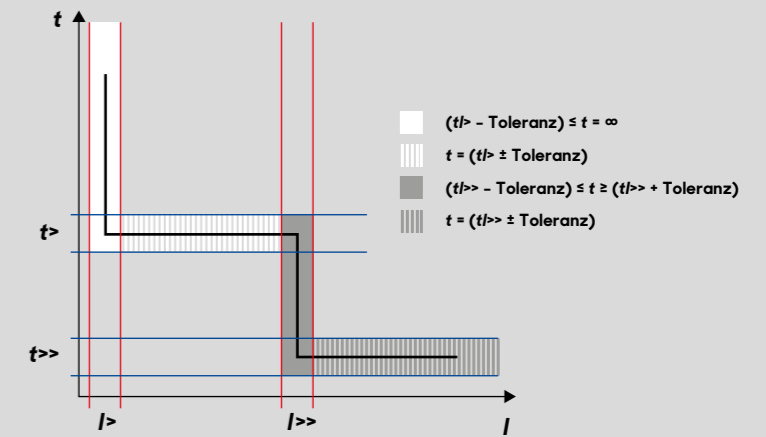 t
(tI> – Toleranz) ≤ t = ∞
t = (tI> ± Toleranz)
(tI>> – Toleranz) ≤ t ≥ (tI>> + Toleranz)
t = (tI>> ± Toleranz)
t>
t>>
I>
I>>
I